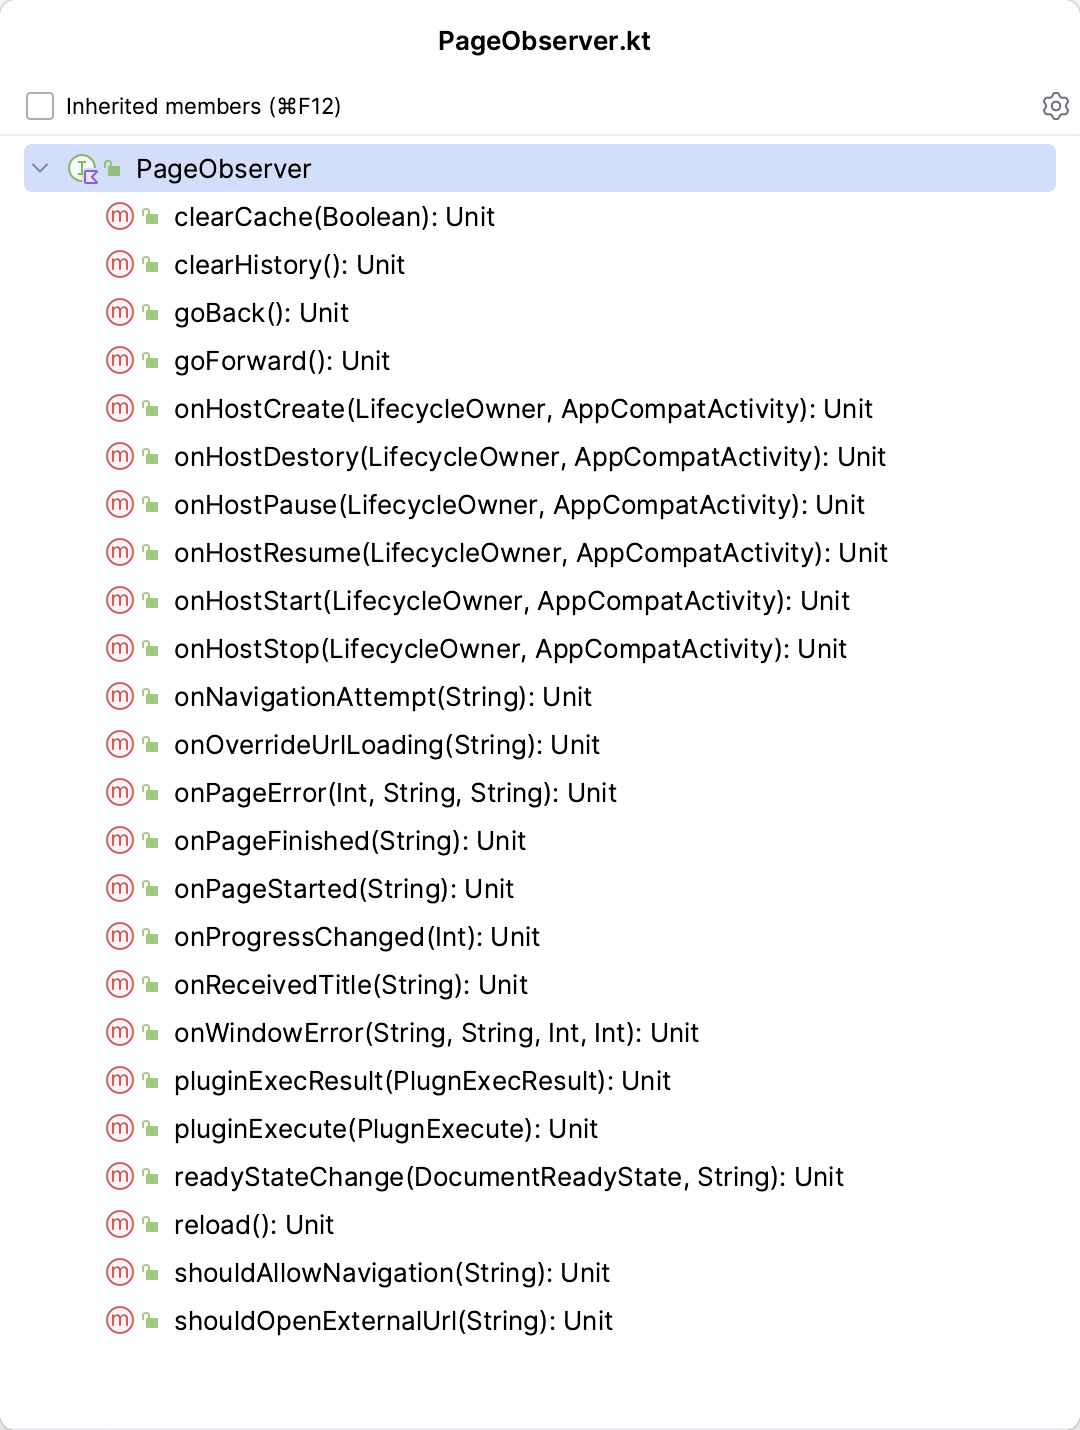 PageObserver.kt
Inherited members (⌘F12)
PageObserver
clearCache(Boolean): Unit
clearHistory(): Unit
goBack(): Unit
goForward(): Unit
onHostCreate(LifecycleOwner, AppCompatActivity): Unit
onHostDestory(LifecycleOwner, AppCompatActivity): Unit
onHostPause(LifecycleOwner, AppCompatActivity): Unit
onHostResume(LifecycleOwner, AppCompatActivity): Unit
onHostStart(LifecycleOwner, AppCompatActivity): Unit
onHostStop(LifecycleOwner, AppCompatActivity): Unit
onNavigationAttempt(String): Unit
onOverrideUrlLoading(String): Unit
onPageError(Int, String, String): Unit
onPageFinished(String): Unit
onPageStarted(String): Unit
onProgressChanged(Int): Unit
onReceivedTitle(String): Unit
onWindowError(String, String, Int, Int): Unit
pluginExecResult(PlugnExecResult): Unit
pluginExecute(PlugnExecute): Unit
readyStateChange(DocumentReadyState, String): Unit
reload(): Unit
shouldAllowNavigation(String): Unit
shouldOpenExternalUrl(String): Unit